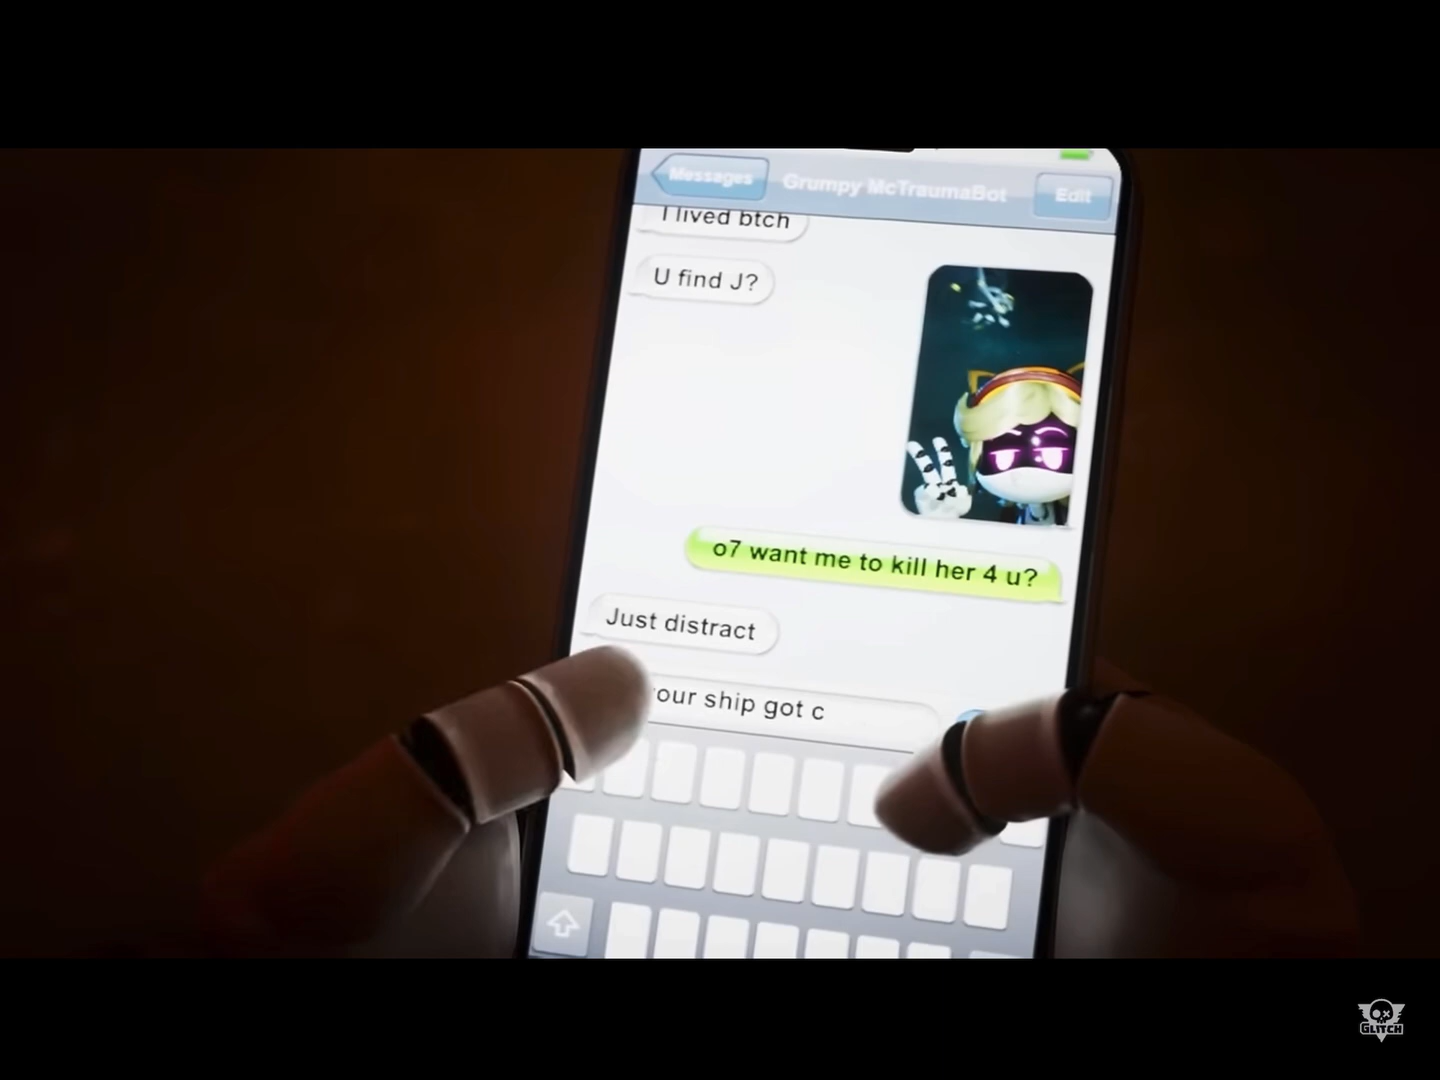 Messages
Grumpy McTraumaBot
Edit
I lived btch
U find J?
o7 want me to kill her 4 u?
Just distract
our ship got c
GLITCH